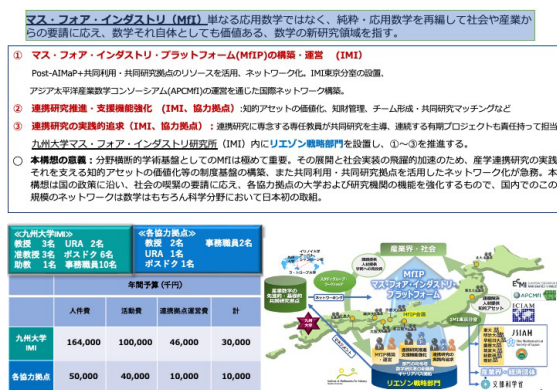 マス・フォア・インダストリ（MfI）単なる応用数学ではなく、純粋・応用数学を再編して社会や産業か
らの要請に応え、数学それ自体としても価値ある、数学の新研究領域を指す。
① マス・フォア・インダストリ・プラットフォーム(MfIP)の構築・運営 (IMI)
Post-AIMaP+共同利用・共同研究拠点のリソースを活用、ネットワーク化。IMI東京分室の設置、
アジア太平洋産業数学コンソーシアム(APCMfI)の運営を通じた国際ネットワーク構築。
② 連携研究推進・支援機能強化 (IMI、協力拠点）:知的アセットの価値化、知財管理、チーム形成・共同研究マッチングなど
③ 連携研究の実践的追求（IMI、協力拠点）：連携研究に専念する専任教員が共同研究を主導、連続する有期プロジェクトも責任持って担当
九州大学マス・フォア・インダストリ研究所（IMI）内にリエゾン戦略部門を設置し、①～③を推進する。
○ 本構想の意義：分野横断的学術基盤としてのMfIは極めて重要。その展開と社会実装の飛躍的加速のため、産学連携研究の実践
それを支える知的アセットの価値化等の制度基盤の構築、また共同利用・共同研究拠点を活用したネットワーク化が急務。本
構想は国の政策に沿い、社会の喫緊の要請に応え、各協力拠点の大学および研究機関の機能を強化するもので、国内でのこの
規模のネットワークは数学はもちろん科学分野において日本初の取組。
≪九州大学IMI≫
教授 3名 URA 2名
准教授3名 ポスドク 6名
助教 1名 事務職員10名
≪各協力拠点≫
教授 2名 事務職員2名
URA 1名
ポスドク 1名
年間予算（千円）
人件費 活動費 連携拠点運営費 計
九州大学
IMI
164,000 100,000 46,000 30,000
各協力拠点 50,000 40,000 10,000 10,000
産業界・社会
MfIP
マス・フォア・インダストリ・
プラットフォーム
ネットワーキング
九州
大学
リエゾン戦略部門
APCMfI
ICIAM
JSIAM
産業界・経済団体
文部科学省